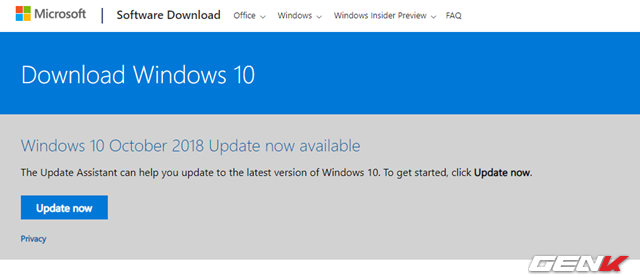 Microsoft | Software Download Office Windows Windows Insider Preview FAQ
Download Windows 10
Windows 10 October 2018 Update now available
The Update Assistant can help you update to the latest version of Windows 10. To get started, click Update now.
Update now
Privacy
GENK